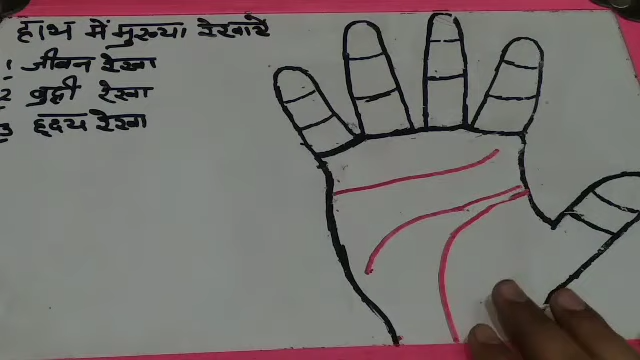 हाथ में मुख्या रेखाये
1 जीवन रेखा
2 बुद्धी रेखा
3 हृदय रेखा